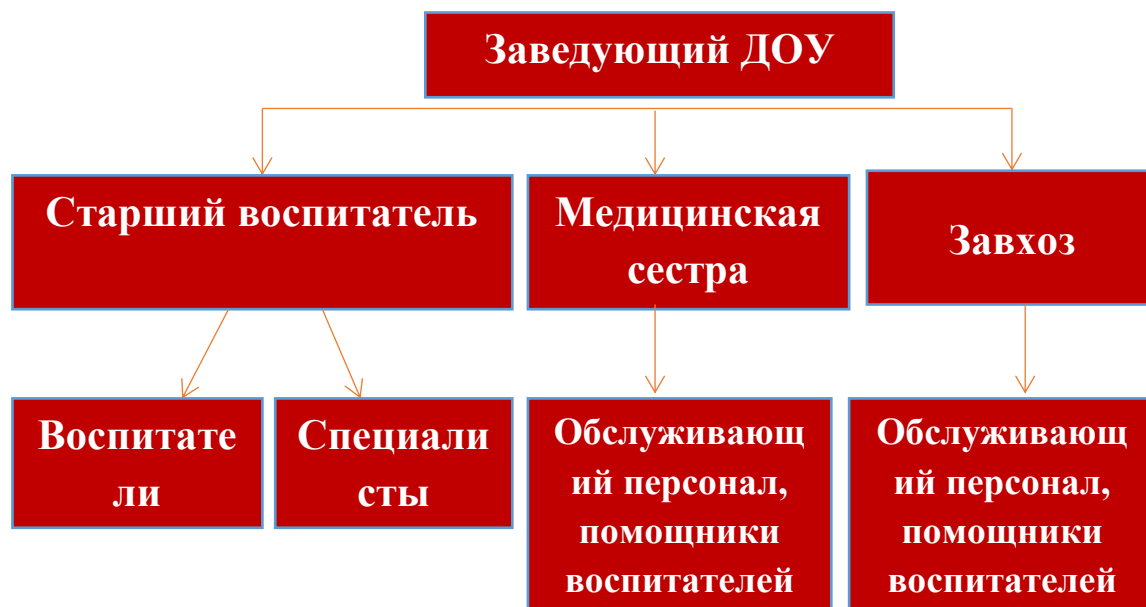 Заведующий ДОУ
Старший воспитатель
Медицинская
сестра
Завхоз
Воспитате
ли
Специали
сты
Обслуживающ
ий персонал,
помощники
воспитателей
Обслуживающ
ий персонал,
помощники
воспитателей